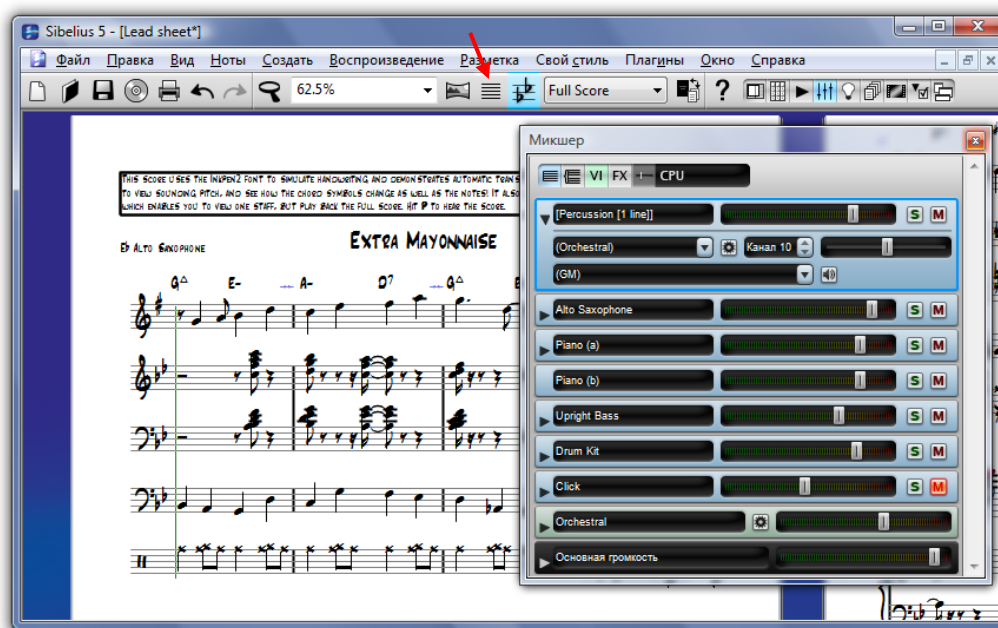 Sibelius 5 - [Lead sheet*]
Файл Правка Вид Ноты Создать Воспроизведение Разметка Свой стиль Плагины Окно Справка
62.5% Full Score
Микшер
VI FX CPU
THIS SCORE USES THE INKPEN2 FONT TO SIMULATE HANDWRITING AND DEMONSTRATES AUTOMATIC TRANS
TO VIEW SOUNDING PITCH, AND SEE HOW THE CHORD SYMBOLS CHANGE AS WELL AS THE NOTES! IT ALSO
WHICH ENABLES YOU TO VIEW ONE STAFF, BUT PLAY BACK THE FULL SCORE. HIT P TO HEAR THE SCORE.
E♭ ALTO SAXOPHONE
EXTRA MAYONNAISE
G△ E- A- D7 G△
[Percussion [1 line]] S M
(Orchestral) Канал 10
(GM)
Alto Saxophone S M
Piano (a) S M
Piano (b) S M
Upright Bass S M
Drum Kit S M
Click S M
Orchestral
Основная громкость